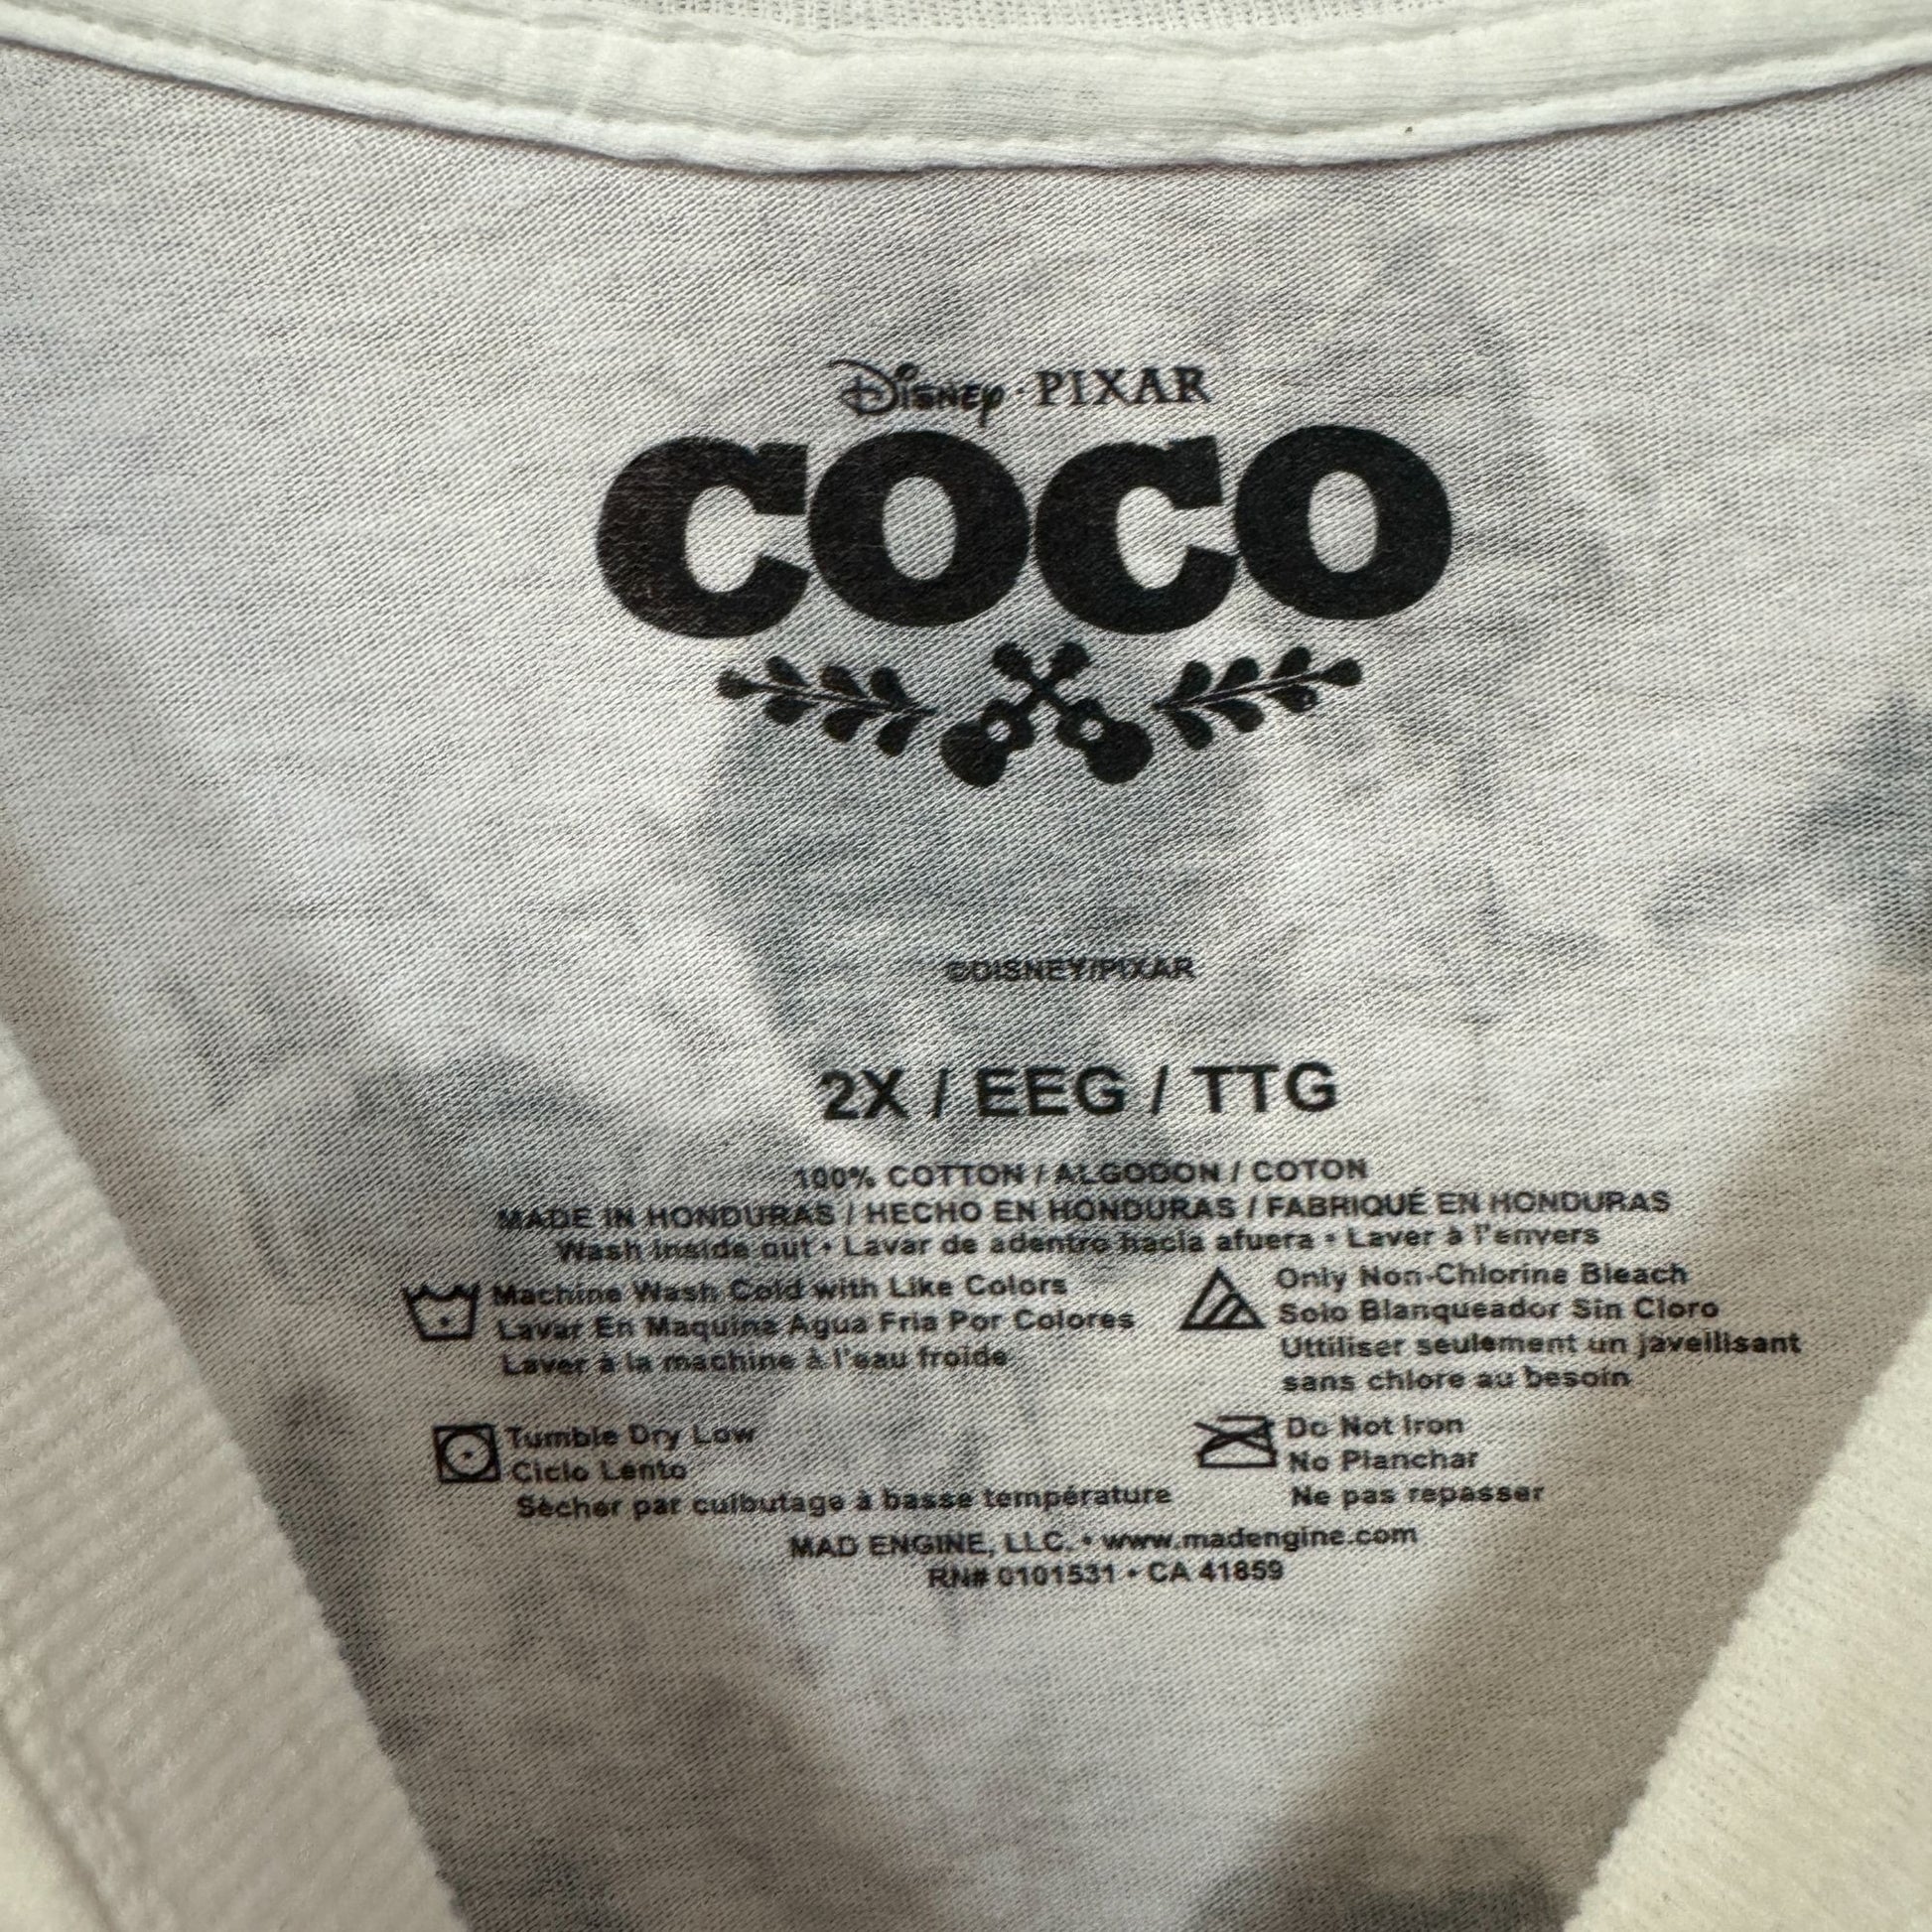 Disney · PIXAR
COCO
©DISNEY/PIXAR
2X / EEG / TTG
100% COTTON / ALGODON / COTON
MADE IN HONDURAS / HECHO EN HONDURAS / FABRIQUÉ EN HONDURAS
Wash inside out • Lavar de adentro hacia afuera • Laver à l'envers
Machine Wash Cold with Like Colors
Lavar En Maquina Agua Fria Por Colores
Laver à la machine à l'eau froide
Only Non-Chlorine Bleach
Solo Blanqueador Sin Cloro
Uttiliser seulement un javellisant
sans chlore au besoin
Tumble Dry Low
Ciclo Lento
Sècher par culbutage à basse température
Do Not Iron
No Planchar
Ne pas repasser
MAD ENGINE, LLC. • www.madengine.com
RN# 0101531 • CA 41859